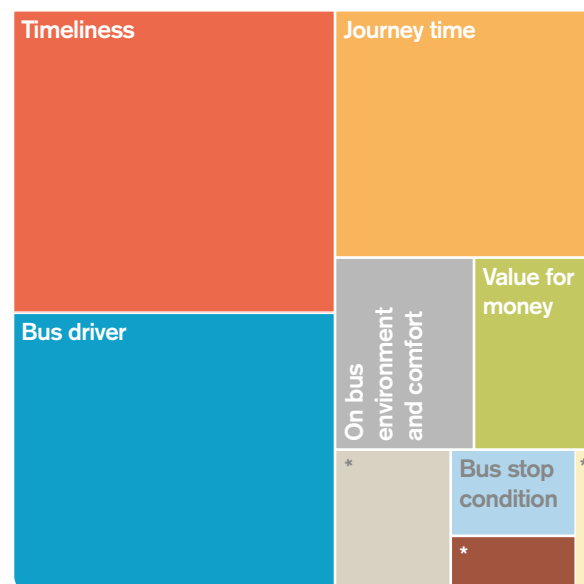 Timeliness
Journey time
Bus driver
On bus
environment
and comfort
Value for
money
*
Bus stop
condition
*
*